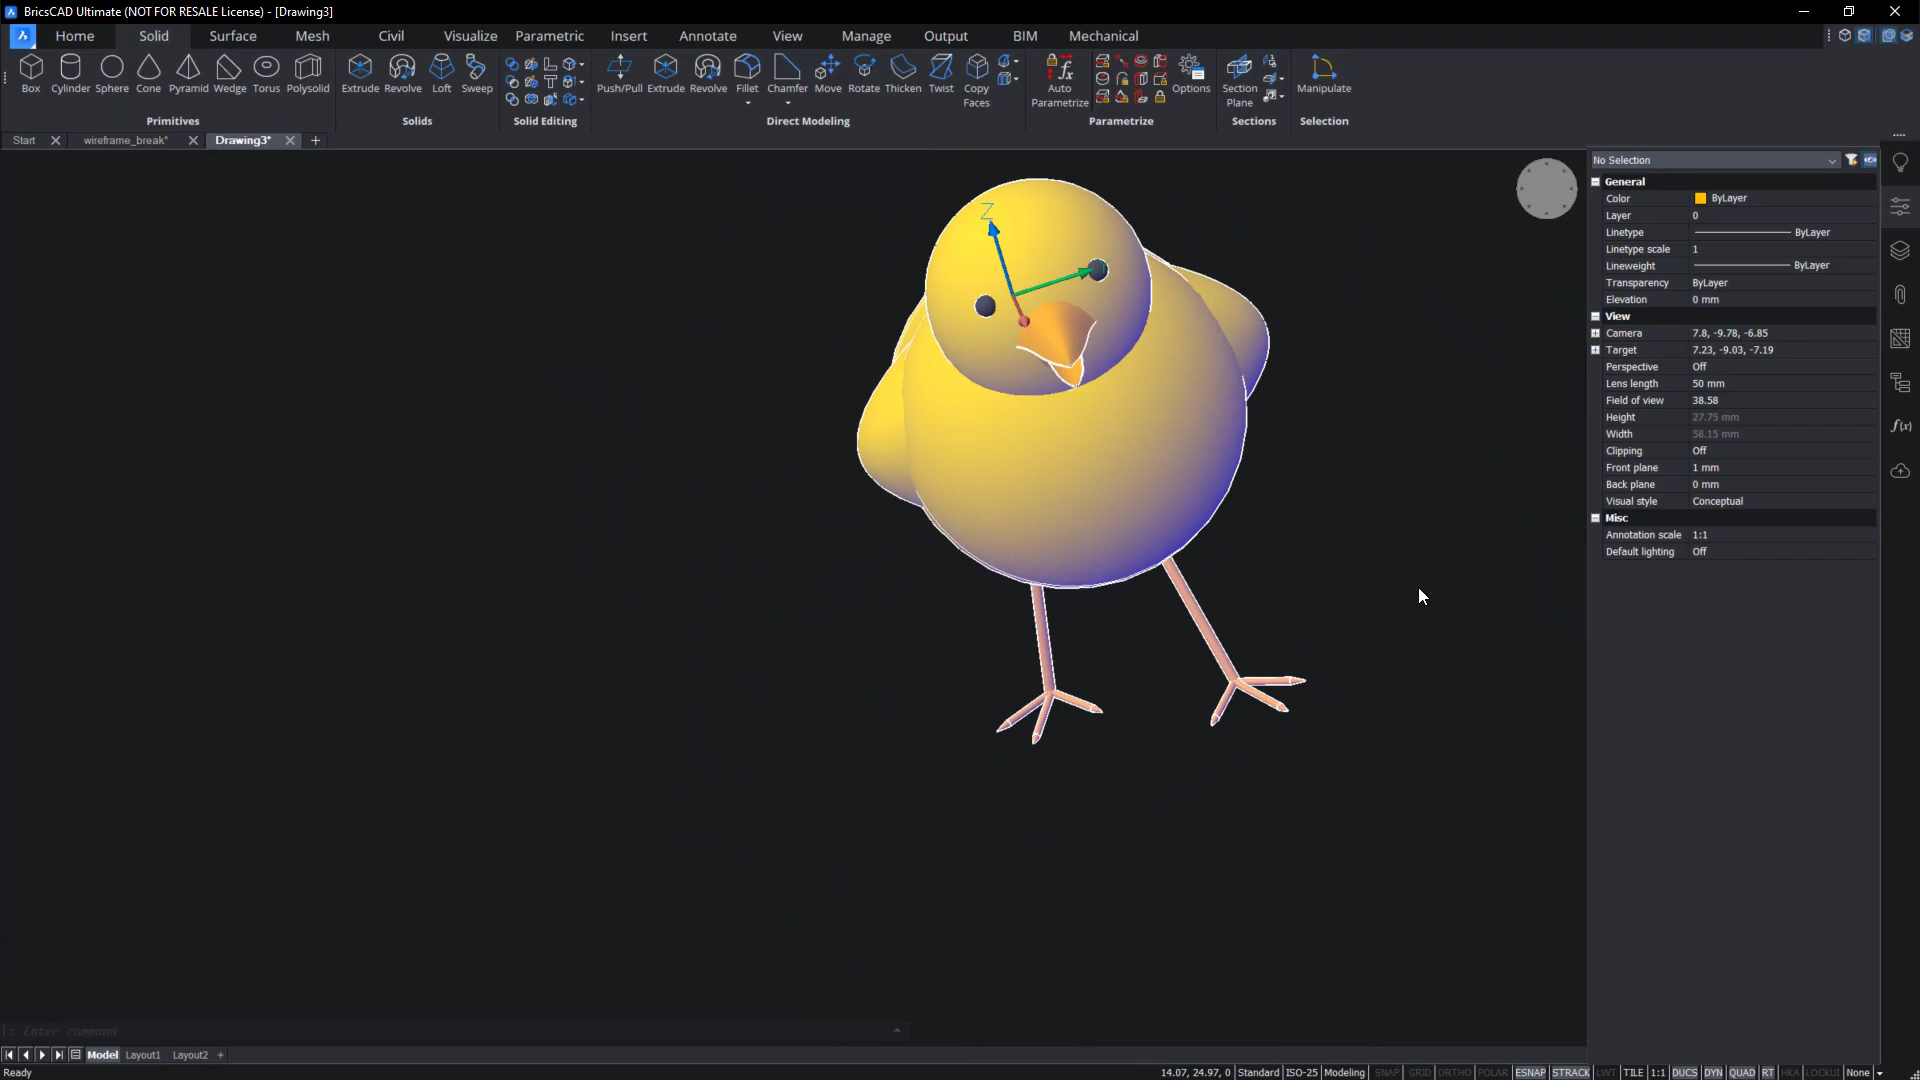 BricsCAD Ultimate (NOT FOR RESALE License) - [Drawing3]
Home Solid Surface Mesh Civil Visualize Parametric Insert Annotate View Manage Output BIM Mechanical
Box Cylinder Sphere Cone Pyramid Wedge Torus Polysolid Extrude Revolve Loft Sweep Push/Pull Extrude Revolve Fillet Chamfer Move Rotate Thicken Twist Copy Faces Auto Parametrize Options Section Plane Manipulate
Primitives Solids Solid Editing Direct Modeling Parametrize Sections Selection
Start wireframe_break* Drawing3* +
No Selection
General
Color ByLayer
Layer 0
Linetype ByLayer
Linetype scale 1
Lineweight ByLayer
Transparency ByLayer
Elevation 0 mm
View
Camera 7.8, -9.78, -6.85
Target 7.23, -9.03, -7.19
Perspective Off
Lens length 50 mm
Field of view 38.58
Height 27.75 mm
Width 58.15 mm
Clipping Off
Front plane 1 mm
Back plane 0 mm
Visual style Conceptual
Misc
Annotation scale 1:1
Default lighting Off
f(x)
Z
: Enter command
Model Layout1 Layout2 +
Ready 14.07, 24.97, 0 Standard ISO-25 Modeling SNAP GRID ORTHO POLAR ESNAP STRACK LWT TILE 1:1 DUCS DYN QUAD RT HKA LOCKUI None